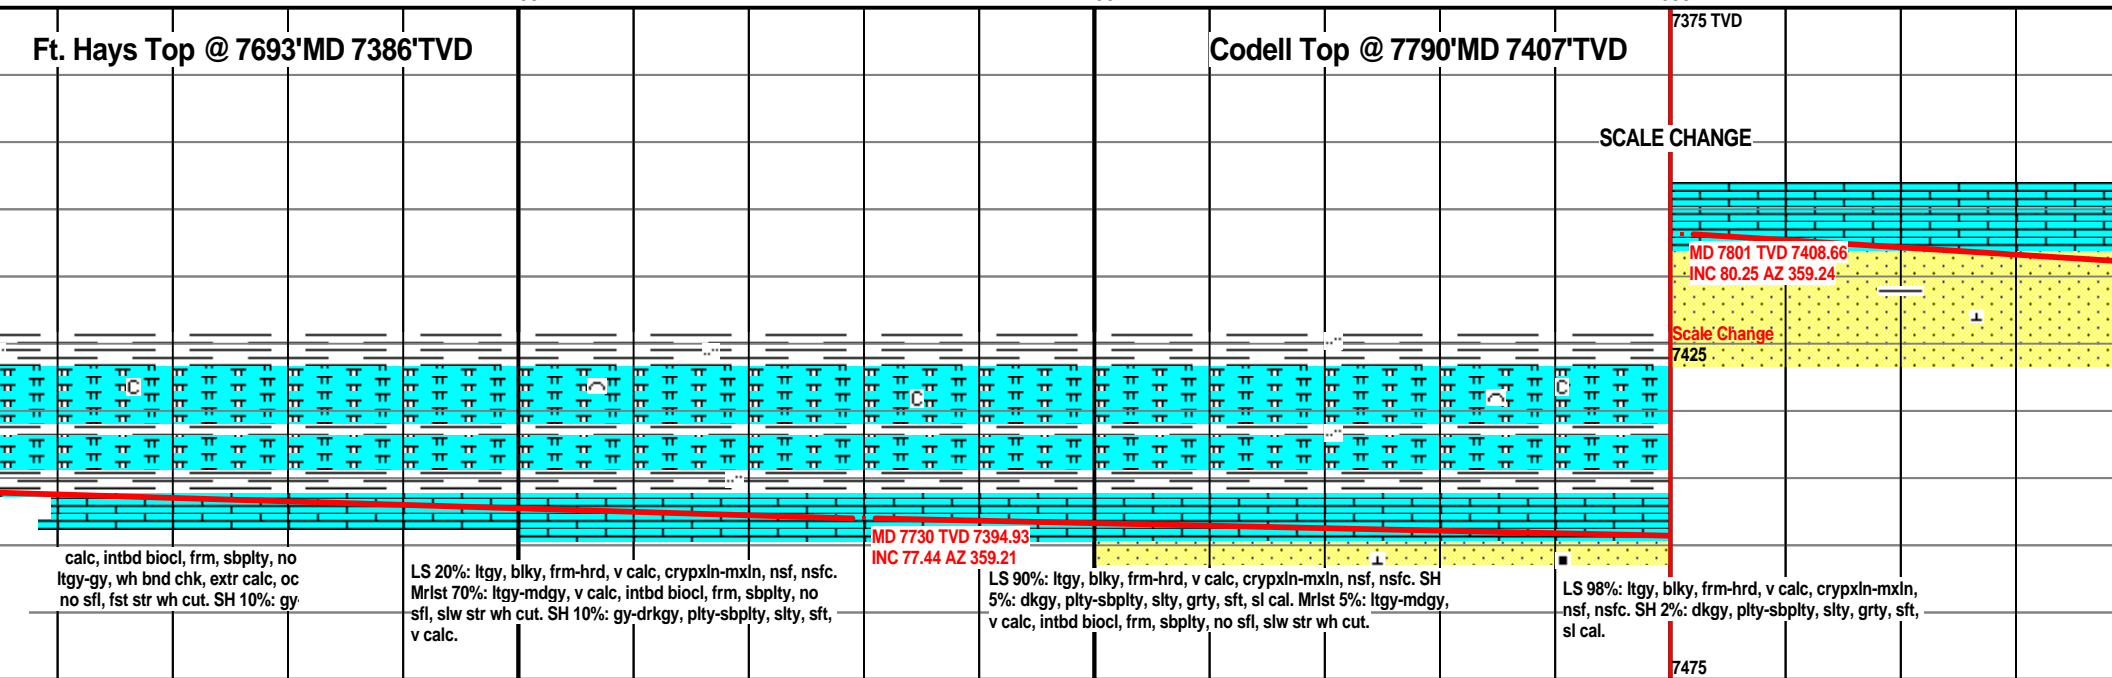 7375 TVD
Ft. Hays Top @ 7693'MD 7386'TVD
Codell Top @ 7790'MD 7407'TVD
SCALE CHANGE
MD 7801 TVD 7408.66
INC 80.25 AZ 359.24
Scale Change
7425
C
C
C
MD 7730 TVD 7394.93
INC 77.44 AZ 359.21
calc, intbd biocl, frm, sbplty, no
ltgy-gy, wh bnd chk, extr calc, oc
no sfl, fst str wh cut. SH 10%: gy-
LS 20%: ltgy, blky, frm-hrd, v calc, crypxln-mxln, nsf, nsfc.
Mrlst 70%: ltgy-mdgy, v calc, intbd biocl, frm, sbplty, no
sfl, slw str wh cut. SH 10%: gy-drkgy, plty-sbplty, slty, sft,
v calc.
LS 90%: ltgy, blky, frm-hrd, v calc, crypxln-mxln, nsf, nsfc. SH
5%: dkgy, plty-sbplty, slty, grty, sft, sl cal. Mrlst 5%: ltgy-mdgy,
v calc, intbd biocl, frm, sbplty, no sfl, slw str wh cut.
LS 98%: ltgy, blky, frm-hrd, v calc, crypxln-mxln,
nsf, nsfc. SH 2%: dkgy, plty-sbplty, slty, grty, sft,
sl cal.
7475